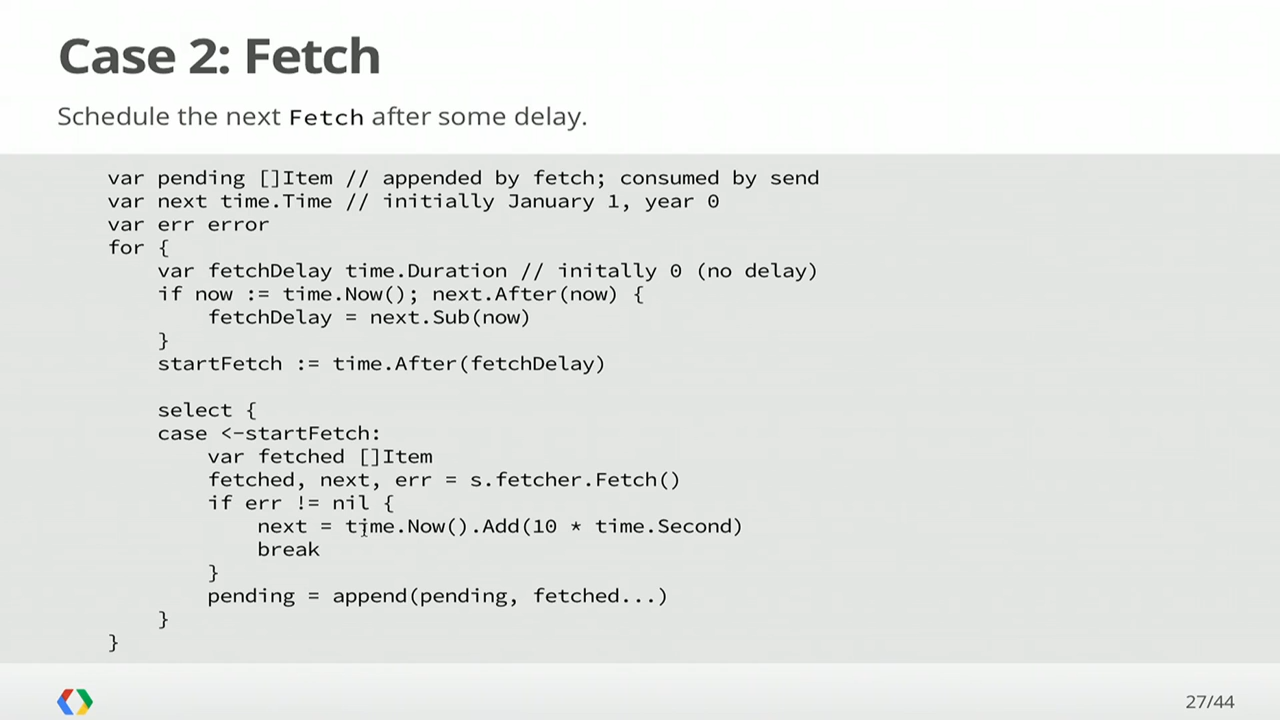 Case 2: Fetch
Schedule the next Fetch after some delay.
var pending []Item // appended by fetch; consumed by send
var next time.Time // initially January 1, year 0
var err error
for {
    var fetchDelay time.Duration // initally 0 (no delay)
    if now := time.Now(); next.After(now) {
        fetchDelay = next.Sub(now)
    }
    startFetch := time.After(fetchDelay)

    select {
    case <-startFetch:
        var fetched []Item
        fetched, next, err = s.fetcher.Fetch()
        if err != nil {
            next = time.Now().Add(10 * time.Second)
            break
        }
        pending = append(pending, fetched...)
    }
}
27/44